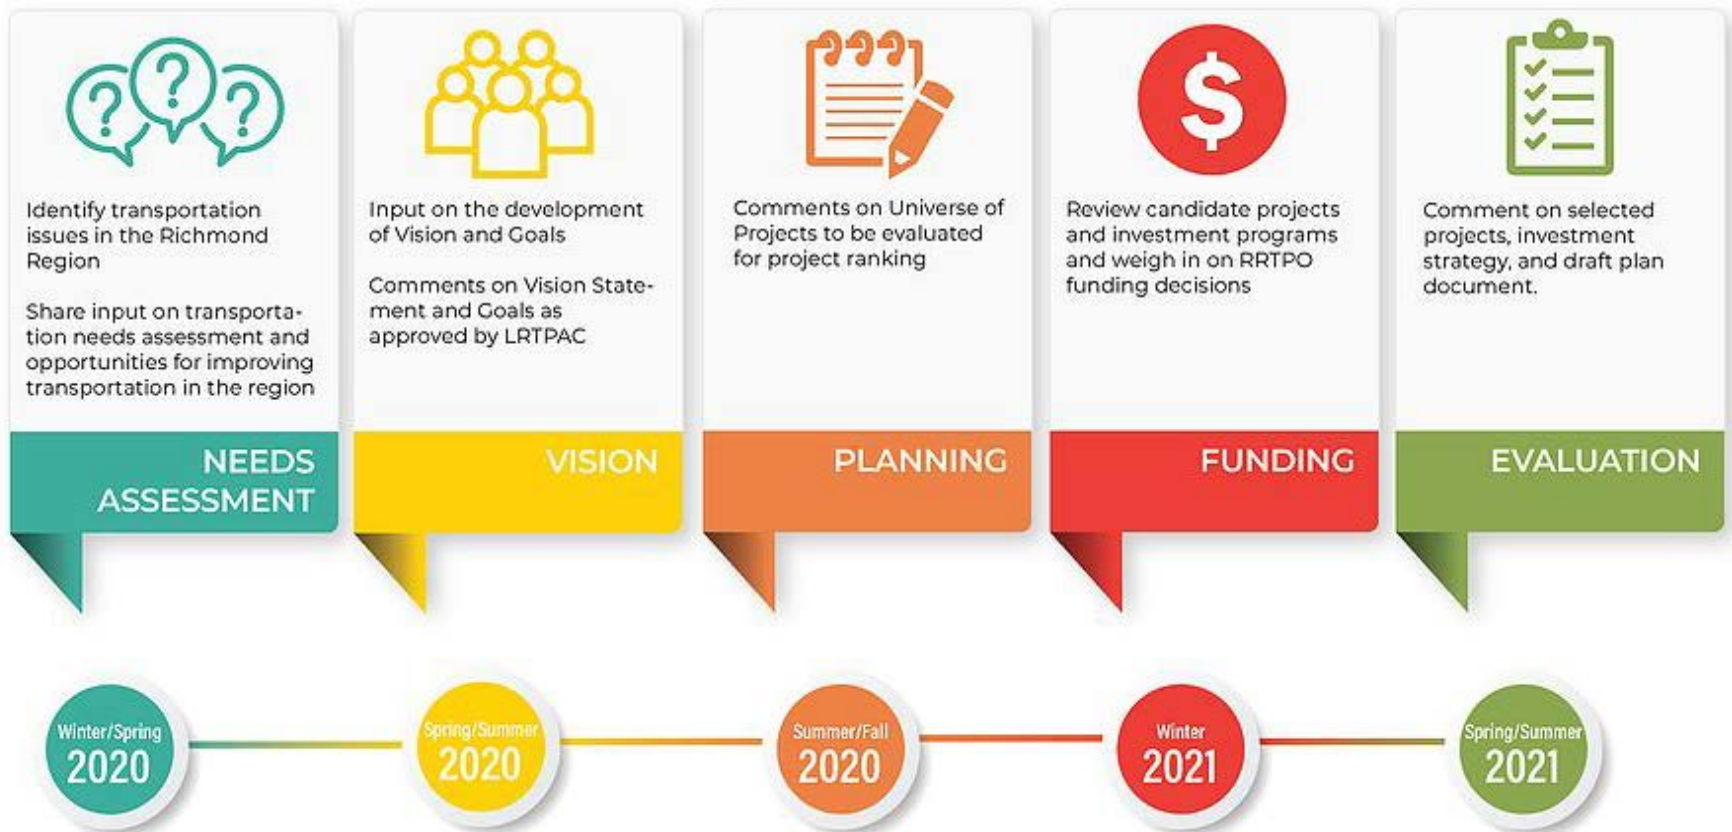 Identify transportation
issues in the Richmond
Region
Share input on transporta-
tion needs assessment and
opportunities for improving
transportation in the region
NEEDS
ASSESSMENT
Input on the development
of Vision and Goals
Comments on Vision State-
ment and Goals as
approved by LRTPAC
VISION
Comments on Universe of
Projects to be evaluated
for project ranking
PLANNING
Review candidate projects
and investment programs
and weigh in on RRTPO
funding decisions
FUNDING
Comment on selected
projects, investment
strategy, and draft plan
document.
EVALUATION
Winter/Spring
2020
Spring/Summer
2020
Summer/Fall
2020
Winter
2021
Spring/Summer
2021